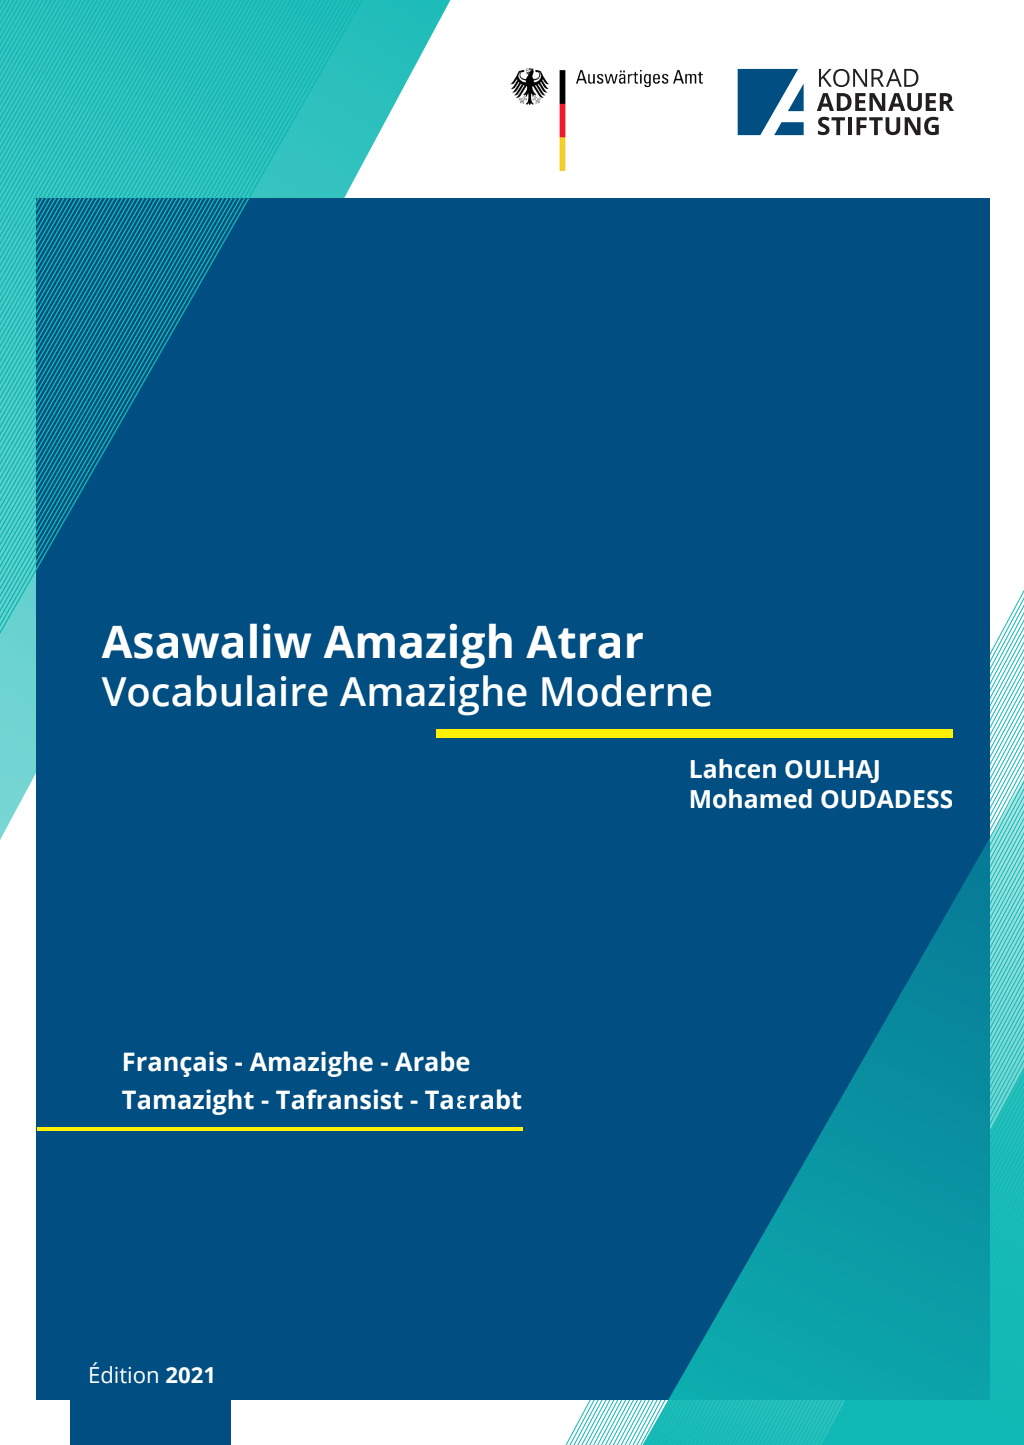 Auswärtiges Amt
KONRAD
ADENAUER
STIFTUNG
Asawaliw Amazigh Atrar
Vocabulaire Amazighe Moderne
Lahcen OULHAJ
Mohamed OUDADESS
Français - Amazighe - Arabe
Tamazight - Tafransist - Taɛrabt
Édition 2021